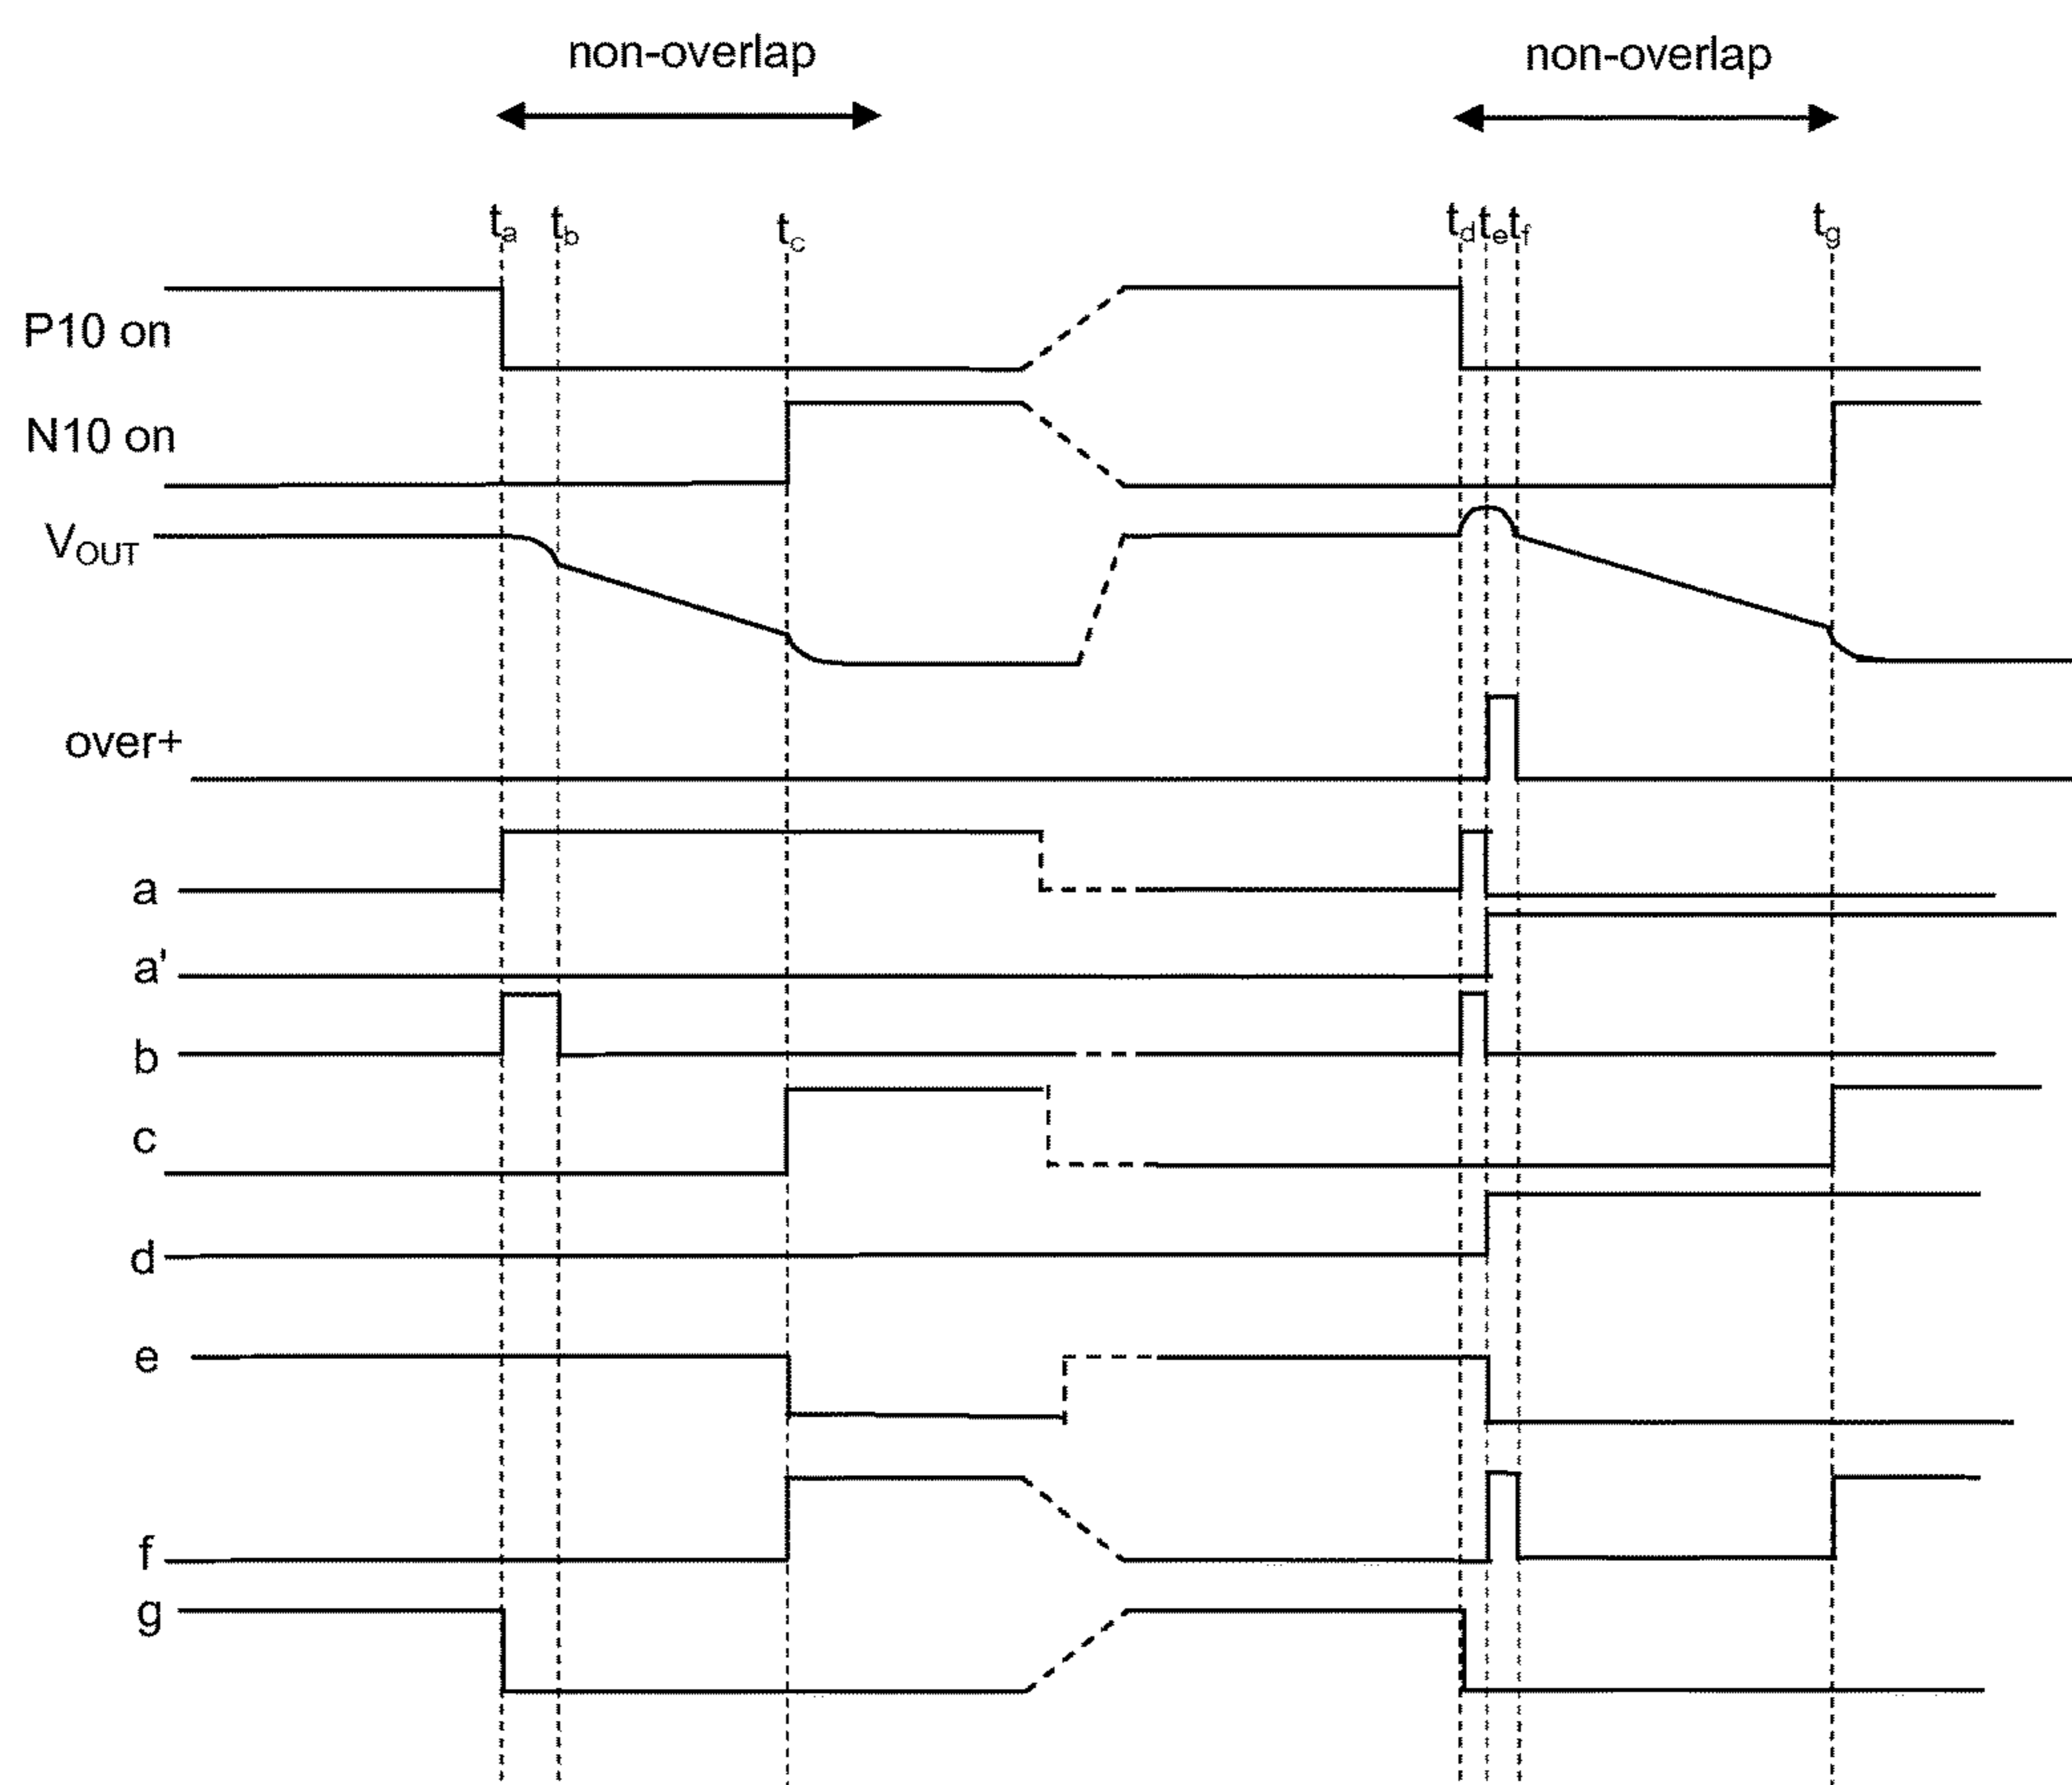 non-overlap non-overlap
ta tb tc td te tf tg
P10 on
N10 on
VOUT
over+
a
a'
b
c
d
e
f
g